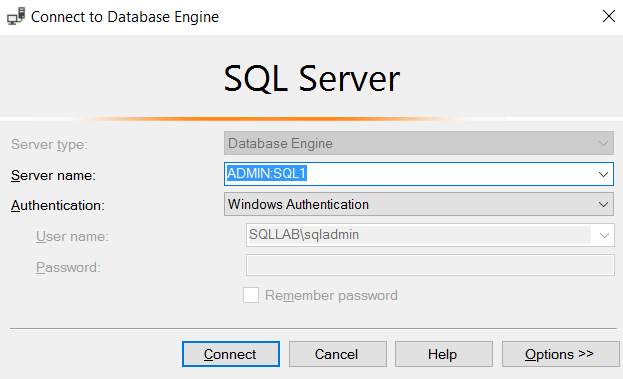 Connect to Database Engine
SQL Server
Server type: Database Engine
Server name: ADMIN:SQL1
Authentication: Windows Authentication
User name: SQLLAB\sqladmin
Password:
Remember password
Connect Cancel Help Options >>